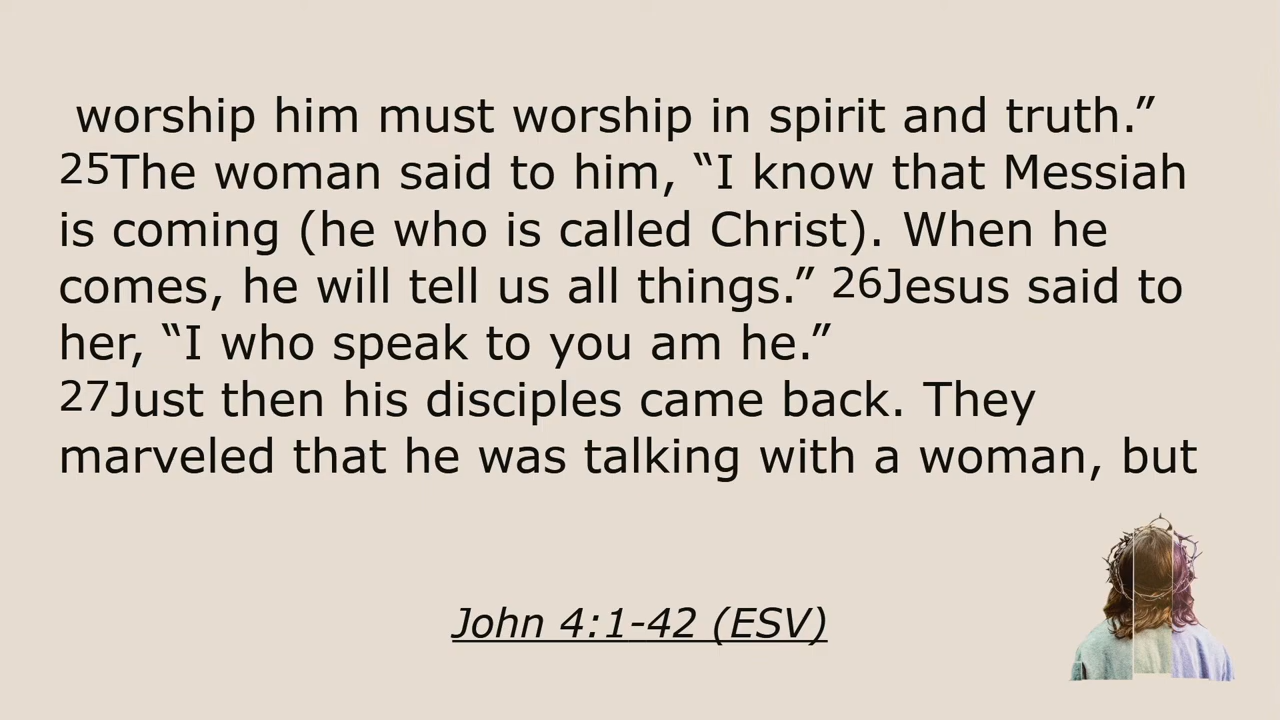 worship him must worship in spirit and truth.”
25The woman said to him, “I know that Messiah
is coming (he who is called Christ). When he
comes, he will tell us all things.” 26Jesus said to
her, “I who speak to you am he.”
27Just then his disciples came back. They
marveled that he was talking with a woman, but
John 4:1-42 (ESV)